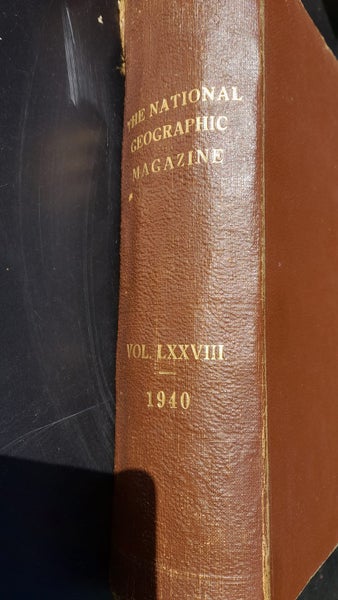 THE NATIONAL
GEOGRAPHIC
MAGAZINE
VOL. LXXVIII
1940